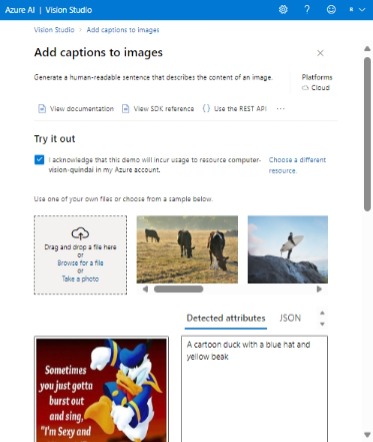 Azure AI | Vision Studio
Vision Studio > Add captions to images
Add captions to images
Generate a human-readable sentence that describes the content of an image.
Platforms
Cloud
View documentation View SDK reference Use the REST API ...
Try it out
I acknowledge that this demo will incur usage to resource computer-
vision-quindai in my Azure account.
Choose a different
resource.
Use one of your own files or choose from a sample below.
Drag and drop a file here
or
Browse for a file
or
Take a photo
Detected attributes JSON
Sometimes
you just gotta
burst out
and sing,
"I'm Sexy and
A cartoon duck with a blue hat and
yellow beak